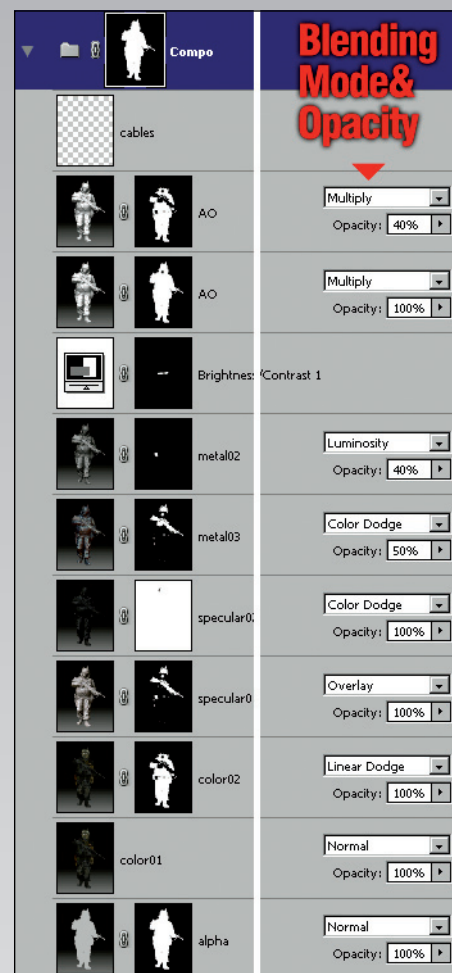 Compo
Blending
Mode&
Opacity
cables
AO
Multiply
Opacity: 40%
AO
Multiply
Opacity: 100%
Brightness/Contrast 1
metal02
Luminosity
Opacity: 40%
metal03
Color Dodge
Opacity: 50%
specular02
Color Dodge
Opacity: 100%
specular0
Overlay
Opacity: 100%
color02
Linear Dodge
Opacity: 100%
color01
Normal
Opacity: 100%
alpha
Normal
Opacity: 100%